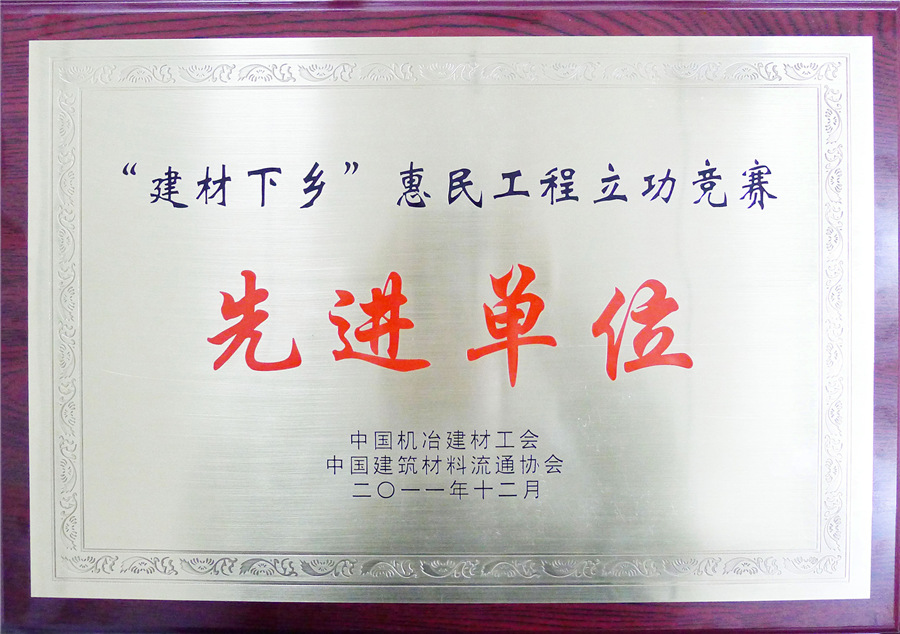 “建材下乡”惠民工程立功竞赛
先进单位
中国机冶建材工会
中国建筑材料流通协会
二〇一一年十二月